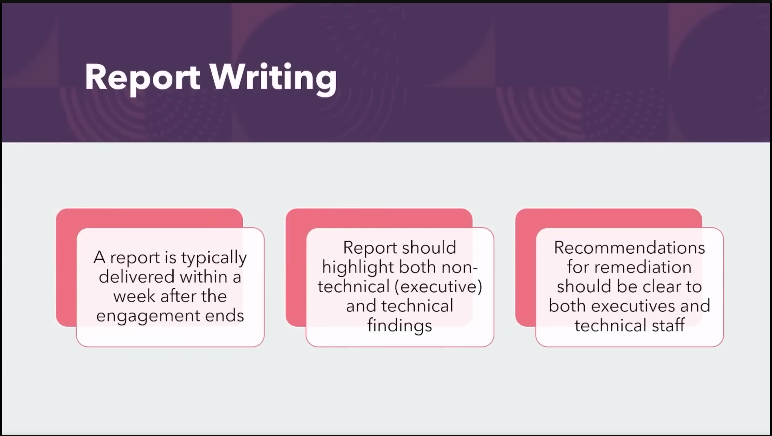 Report Writing
A report is typically
delivered within a
week after the
engagement ends
Report should
highlight both non-
technical (executive)
and technical
findings
Recommendations
for remediation
should be clear to
both executives and
technical staff